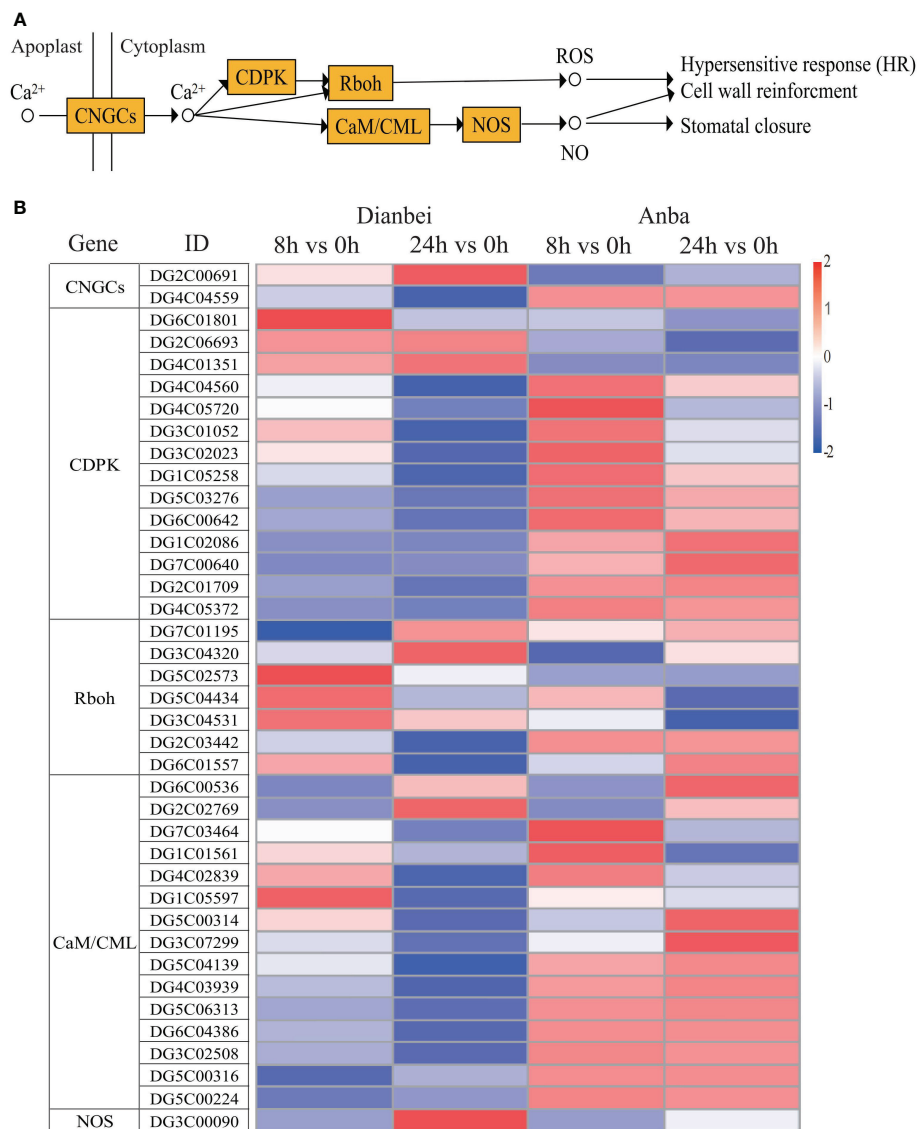 A
Apoplast Cytoplasm
Ca²⁺ CNGCs Ca²⁺ CDPK Rboh ROS Hypersensitive response (HR)
Cell wall reinforcment
CaM/CML NOS NO Stomatal closure
B
Dianbei Anba
Gene ID 8h vs 0h 24h vs 0h 8h vs 0h 24h vs 0h
CNGCs
DG2C00691
DG4C04559
CDPK
DG6C01801
DG2C06693
DG4C01351
DG4C04560
DG4C05720
DG3C01052
DG3C02023
DG1C05258
DG5C03276
DG6C00642
DG1C02086
DG7C00640
DG2C01709
DG4C05372
Rboh
DG7C01195
DG3C04320
DG5C02573
DG5C04434
DG3C04531
DG2C03442
DG6C01557
CaM/CML
DG6C00536
DG2C02769
DG7C03464
DG1C01561
DG4C02839
DG1C05597
DG5C00314
DG3C07299
DG5C04139
DG4C03939
DG5C06313
DG6C04386
DG3C02508
DG5C00316
DG5C00224
NOS
DG3C00090
2
1
0
-1
-2